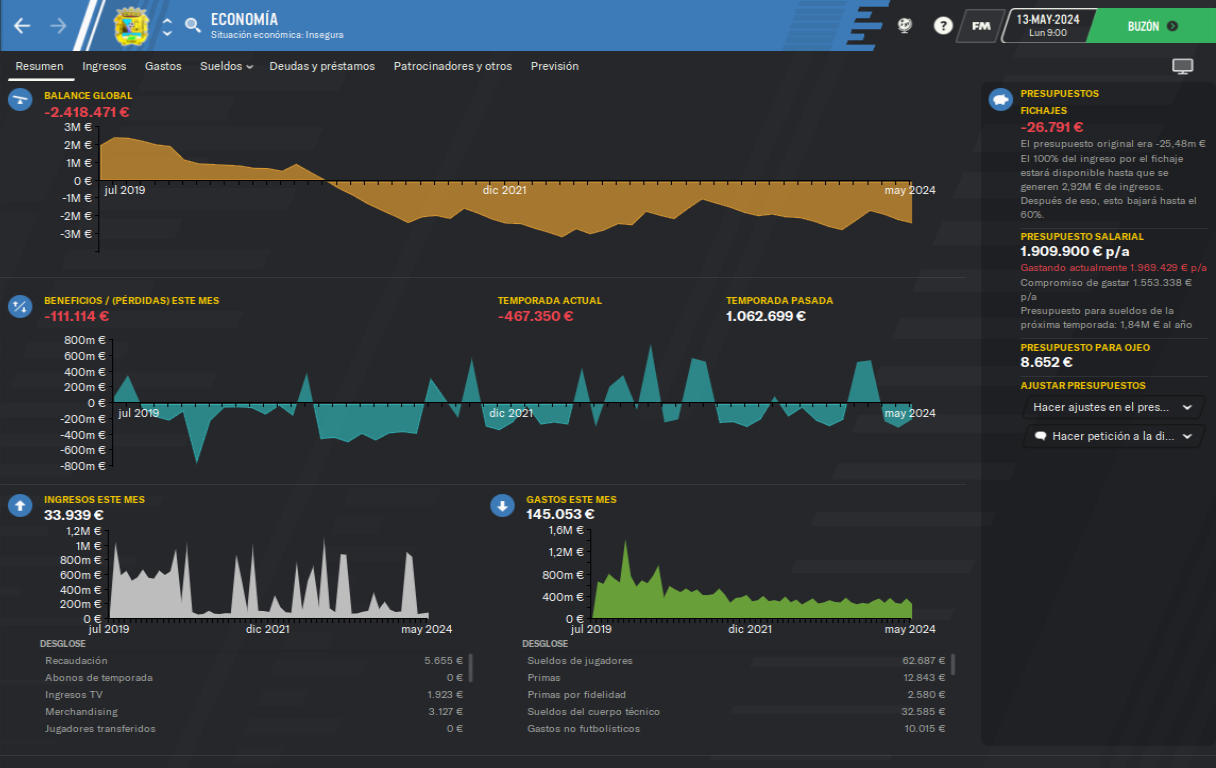 ECONOMÍA
Situación económica: Insegura
?
FM
13-MAY-2024
Lun 9:00
BUZÓN
Resumen
Ingresos
Gastos
Sueldos
Deudas y préstamos
Patrocinadores y otros
Previsión
BALANCE GLOBAL
-2.418.471 €
3M €
2M €
1M €
0 €
-1M €
-2M €
-3M €
jul 2019
dic 2021
may 2024
BENEFICIOS / (PÉRDIDAS) ESTE MES
-111.114 €
TEMPORADA ACTUAL
-467.350 €
TEMPORADA PASADA
1.062.699 €
800m €
600m €
400m €
200m €
0 €
-200m €
-400m €
-600m €
-800m €
jul 2019
dic 2021
may 2024
INGRESOS ESTE MES
33.939 €
1,2M €
1M €
800m €
600m €
400m €
200m €
0 €
jul 2019
dic 2021
may 2024
DESGLOSE
Recaudación 5.655 €
Abonos de temporada 0 €
Ingresos TV 1.923 €
Merchandising 3.127 €
Jugadores transferidos 0 €
GASTOS ESTE MES
145.053 €
1,6M €
1,2M €
800m €
400m €
0 €
jul 2019
dic 2021
may 2024
DESGLOSE
Sueldos de jugadores 62.687 €
Primas 12.843 €
Primas por fidelidad 2.580 €
Sueldos del cuerpo técnico 32.585 €
Gastos no futbolísticos 10.015 €
PRESUPUESTOS
FICHAJES
-26.791 €
El presupuesto original era -25,48m €
El 100% del ingreso por el fichaje
estará disponible hasta que se
generen 2,92M € de ingresos.
Después de eso, esto bajará hasta el
60%.
PRESUPUESTO SALARIAL
1.909.900 € p/a
Gastando actualmente 1.969.429 € p/a
Compromiso de gastar 1.553.338 €
p/a
Presupuesto para sueldos de la
próxima temporada: 1,84M € al año
PRESUPUESTO PARA OJEO
8.652 €
AJUSTAR PRESUPUESTOS
Hacer ajustes en el pres...
Hacer petición a la di...